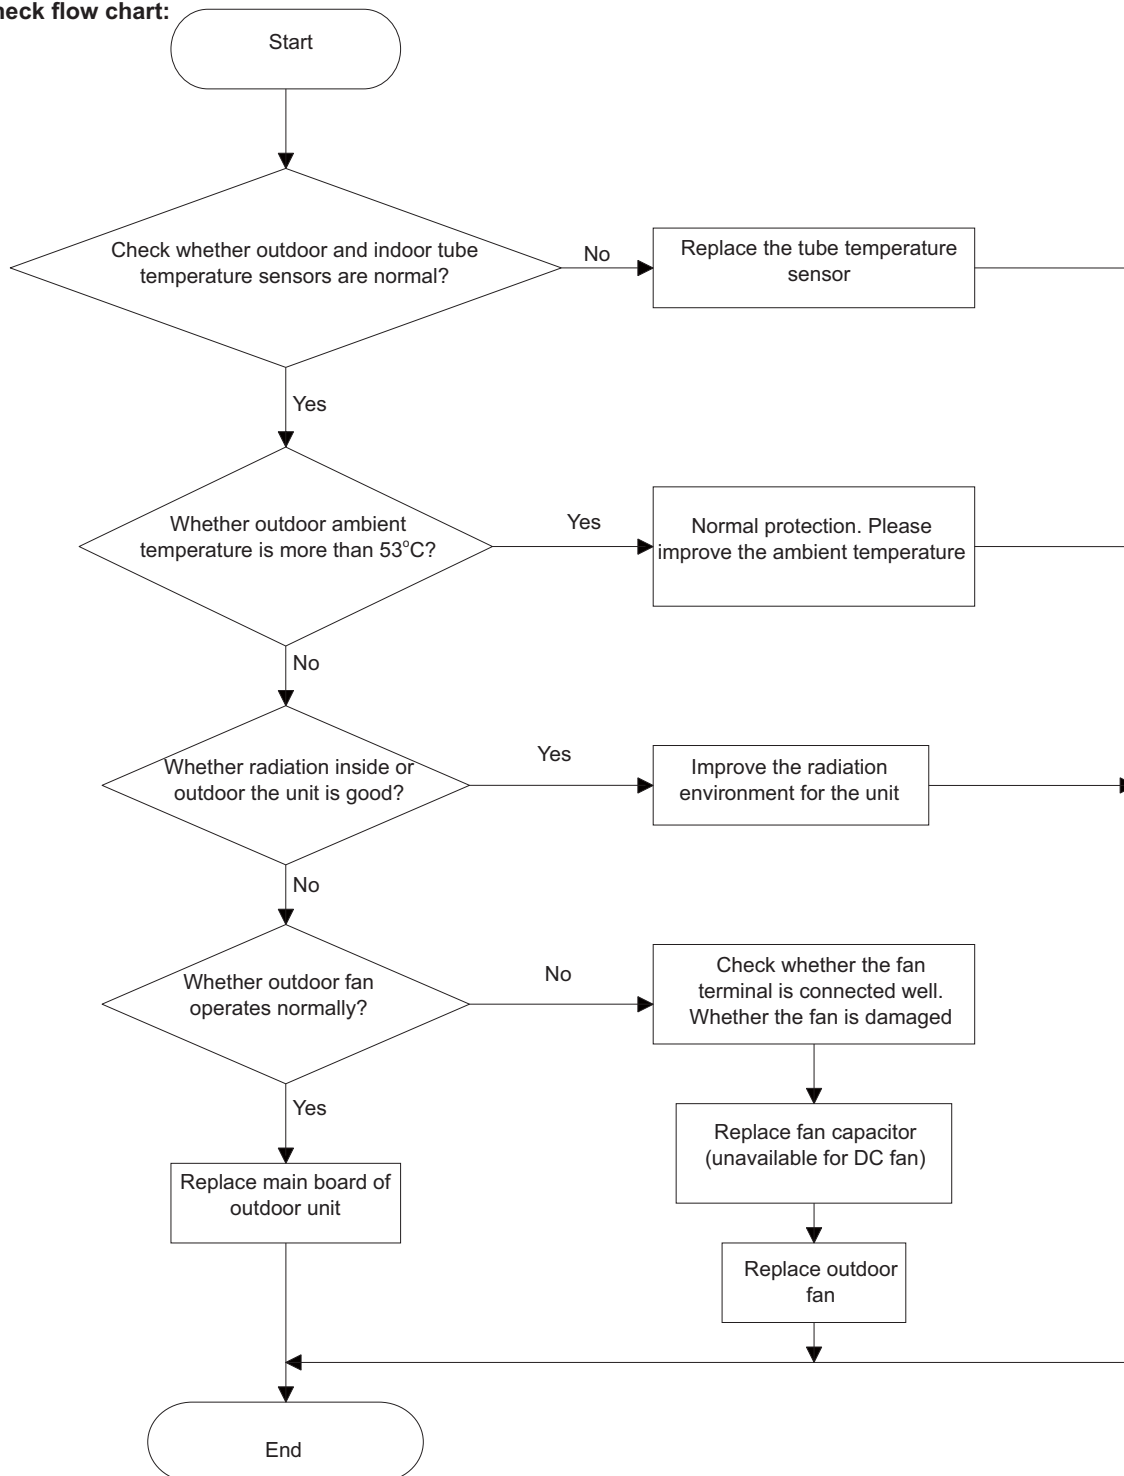 heck flow chart:
Start
Check whether outdoor and indoor tube
temperature sensors are normal?
No
Replace the tube temperature
sensor
Yes
Whether outdoor ambient
temperature is more than 53°C?
Yes
Normal protection. Please
improve the ambient temperature
No
Whether radiation inside or
outdoor the unit is good?
Yes
Improve the radiation
environment for the unit
No
Whether outdoor fan
operates normally?
No
Check whether the fan
terminal is connected well.
Whether the fan is damaged
Yes
Replace fan capacitor
(unavailable for DC fan)
Replace main board of
outdoor unit
Replace outdoor
fan
End